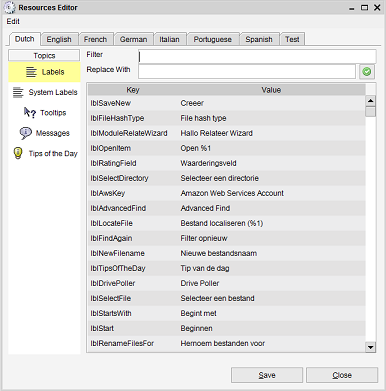 Resources Editor
Edit
Dutch English French German Italian Portuguese Spanish Test
Topics
Labels
System Labels
Tooltips
Messages
Tips of the Day
Filter
Replace With
Key Value
lblSaveNew Creëer
lblFileHashType File hash type
lblModuleRelateWizard Hallo Relateer Wizard
lblOpenItem Open %1
lblRatingField Waarderingsveld
lblSelectDirectory Selecteer een directorie
lblAwsKey Amazon Web Services Account
lblAdvancedFind Advanced Find
lblLocateFile Bestand localiseren (%1)
lblFindAgain Filter opnieuw
lblNewFilename Nieuwe bestandsnaam
lblTipsOfTheDay Tip van de dag
lblDrivePoller Drive Poller
lblSelectFile Selecteer een bestand
lblStartsWith Begint met
lblStart Beginnen
lblRenameFilesFor Hernoem bestanden voor
Save Close